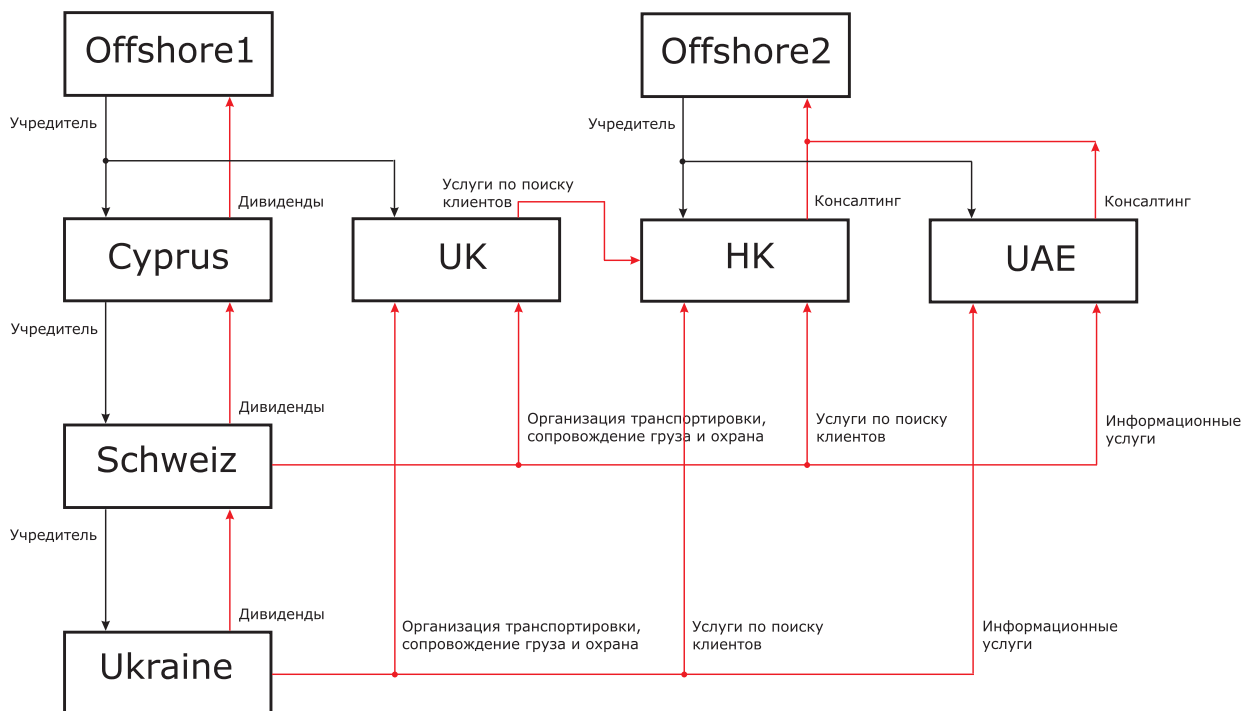 Offshore1
Offshore2
Учредитель
Учредитель
Дивиденды
Услуги по поиску
клиентов
Консалтинг
Консалтинг
Cyprus
UK
HK
UAE
Учредитель
Дивиденды
Организация транспортировки,
сопровождение груза и охрана
Услуги по поиску
клиентов
Информационные
услуги
Schweiz
Учредитель
Дивиденды
Организация транспортировки,
сопровождение груза и охрана
Услуги по поиску
клиентов
Информационные
услуги
Ukraine